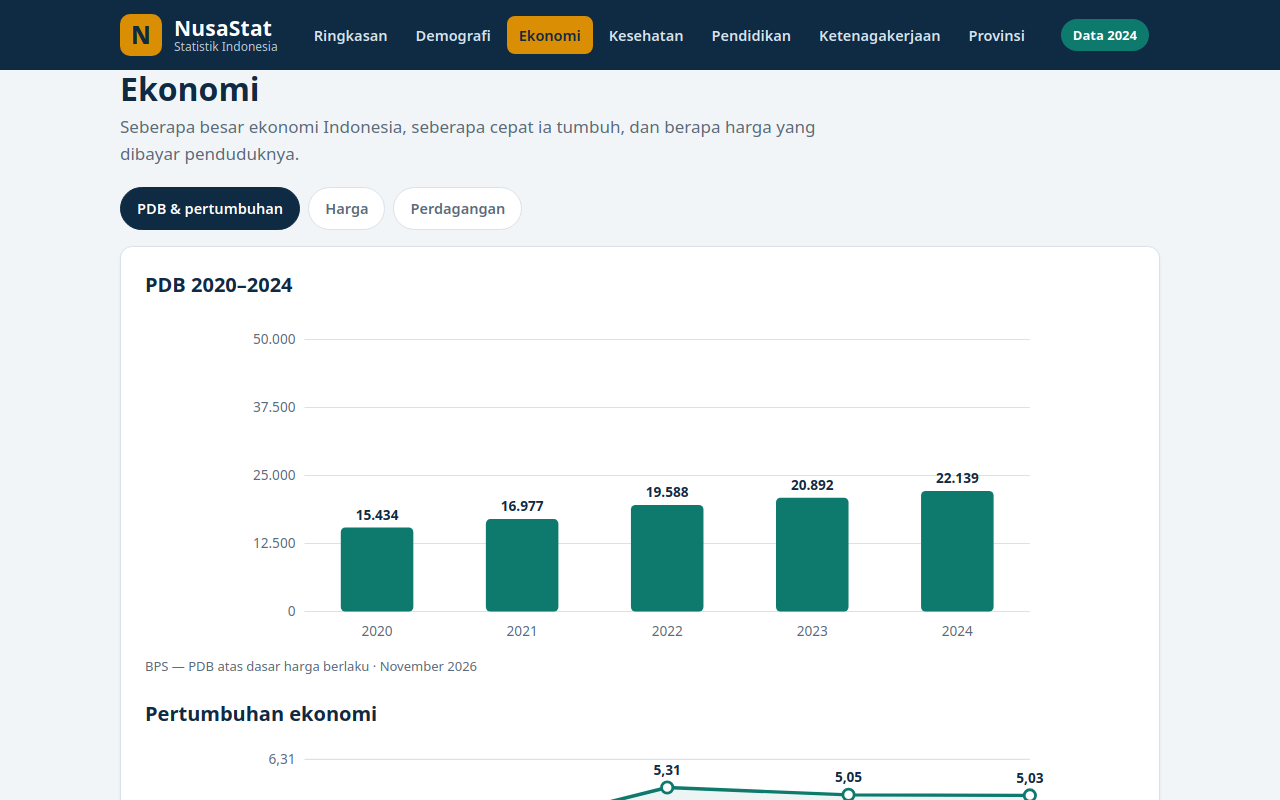 N
NusaStat
Statistik Indonesia
Ringkasan
Demografi
Ekonomi
Kesehatan
Pendidikan
Ketenagakerjaan
Provinsi
Data 2024
Ekonomi
Seberapa besar ekonomi Indonesia, seberapa cepat ia tumbuh, dan berapa harga yang
dibayar penduduknya.
PDB & pertumbuhan
Harga
Perdagangan
PDB 2020–2024
50.000
37.500
25.000
12.500
0
15.434
16.977
19.588
20.892
22.139
2020
2021
2022
2023
2024
BPS — PDB atas dasar harga berlaku · November 2026
Pertumbuhan ekonomi
6,31
5,31
5,05
5,03